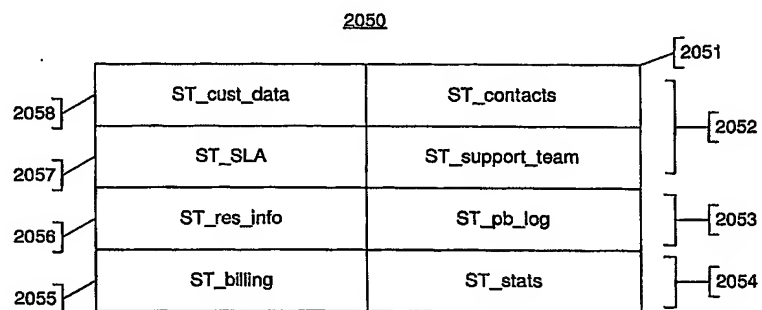 2050
2051
ST_cust_data ST_contacts
2058
2052
ST_SLA ST_support_team
2057
ST_res_info ST_pb_log
2056
2053
ST_billing ST_stats
2055
2054